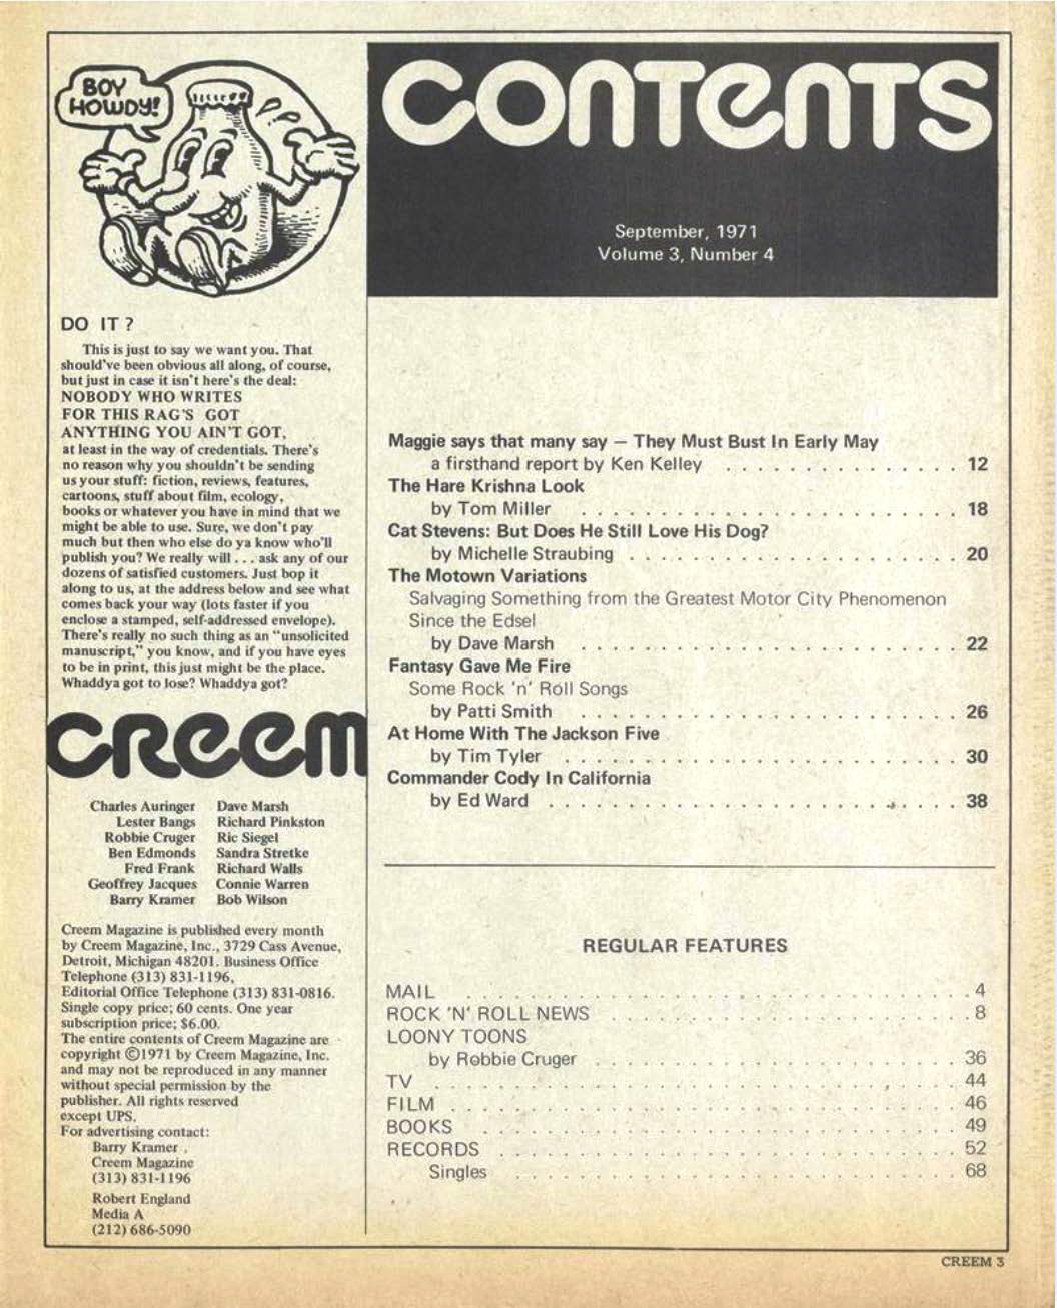 BOY
HOWDY!
CONTENTS
September, 1971
Volume 3, Number 4
DO IT?
This is just to say we want you. That
should've been obvious all along, of course,
but just in case it isn't here's the deal:
NOBODY WHO WRITES
FOR THIS RAG'S GOT
ANYTHING YOU AIN'T GOT,
at least in the way of credentials. There's
no reason why you shouldn't be sending
us your stuff: fiction, reviews, features,
cartoons, stuff about film, ecology,
books or whatever you have in mind that we
might be able to use. Sure, we don't pay
much but then who else do ya know who'll
publish you? We really will . . . ask any of our
dozens of satisfied customers. Just bop it
along to us, at the address below and see what
comes back your way (lots faster if you
enclose a stamped, self-addressed envelope).
There's really no such thing as an "unsolicited
manuscript," you know, and if you have eyes
to be in print, this just might be the place.
Whaddya got to lose? Whaddya got?
CREEM
Charles Auringer Dave Marsh
Lester Bangs Richard Pinkston
Robbie Cruger Ric Siegel
Ben Edmonds Sandra Stretke
Fred Frank Richard Walls
Geoffrey Jacques Connie Warren
Barry Kramer Bob Wilson
Creem Magazine is published every month
by Creem Magazine, Inc., 3729 Cass Avenue,
Detroit, Michigan 48201. Business Office
Telephone (313) 831-1196,
Editorial Office Telephone (313) 831-0816.
Single copy price; 60 cents. One year
subscription price; $6.00.
The entire contents of Creem Magazine are
copyright ©1971 by Creem Magazine, Inc.
and may not be reproduced in any manner
without special permission by the
publisher. All rights reserved
except UPS.
For advertising contact:
Barry Kramer
Creem Magazine
(313) 831-1196
Robert England
Media A
(212) 686-5090
Maggie says that many say — They Must Bust In Early May
a firsthand report by Ken Kelley . . . . . . . . . . . . . . . 12
The Hare Krishna Look
by Tom Miller . . . . . . . . . . . . . . . . . . . . . 18
Cat Stevens: But Does He Still Love His Dog?
by Michelle Straubing . . . . . . . . . . . . . . . . . . 20
The Motown Variations
Salvaging Something from the Greatest Motor City Phenomenon
Since the Edsel
by Dave Marsh . . . . . . . . . . . . . . . . . . . . . 22
Fantasy Gave Me Fire
Some Rock 'n' Roll Songs
by Patti Smith . . . . . . . . . . . . . . . . . . . . . 26
At Home With The Jackson Five
by Tim Tyler . . . . . . . . . . . . . . . . . . . . . 30
Commander Cody In California
by Ed Ward . . . . . . . . . . . . . . . . . . . . . . 38
REGULAR FEATURES
MAIL . . . . . . . . . . . . . . . . . . . . . . . . . . 4
ROCK 'N' ROLL NEWS . . . . . . . . . . . . . . . . . . . 8
LOONY TOONS
by Robbie Cruger . . . . . . . . . . . . . . . . . . . 36
TV . . . . . . . . . . . . . . . . . . . . . . . . . . . 44
FILM . . . . . . . . . . . . . . . . . . . . . . . . . . 46
BOOKS . . . . . . . . . . . . . . . . . . . . . . . . . 49
RECORDS . . . . . . . . . . . . . . . . . . . . . . . . 52
Singles . . . . . . . . . . . . . . . . . . . . . . . . 68
CREEM 3